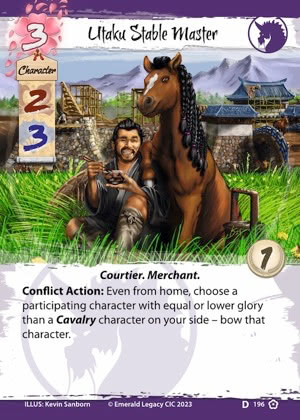 3
Utaku Stable Master
Character
2
3
1
Courtier. Merchant.
Conflict Action: Even from home, choose a
participating character with equal or lower glory
than a Cavalry character on your side – bow that
character.
ILLUS: Kevin Sanborn © Emerald Legacy CIC 2023 D 196